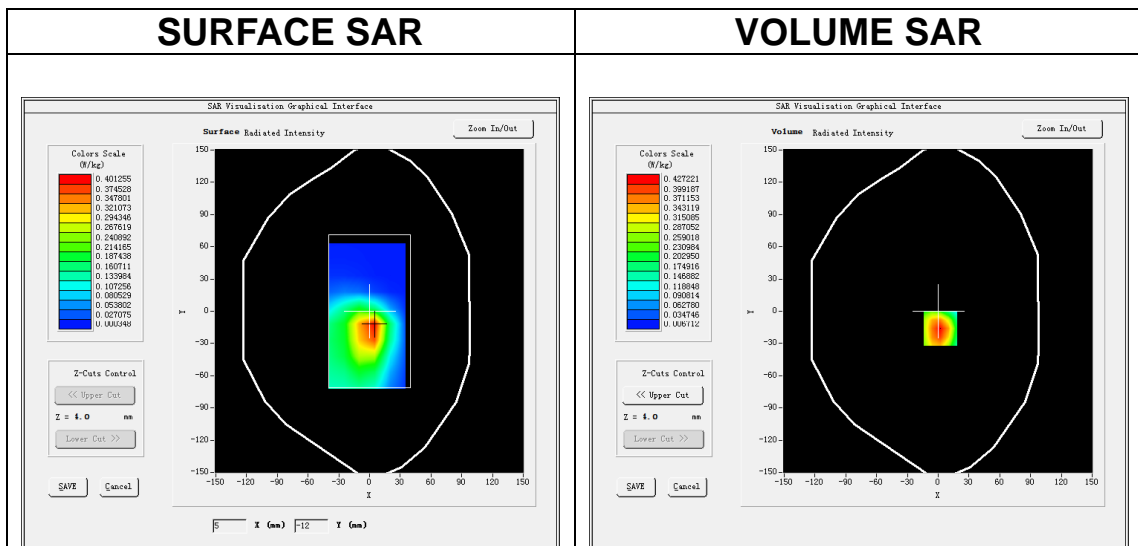 SURFACE SAR
VOLUME SAR
SAR Visualisation Graphical Interface
Surface Radiated Intensity
Zoom In/Out
Colors Scale
(W/kg)
0.401255
0.374528
0.347801
0.321073
0.294346
0.267619
0.240892
0.214165
0.187438
0.160711
0.133984
0.107256
0.080529
0.053802
0.027075
0.000348
150
120
90
60
30
0
-30
-60
-90
-120
-150
Y
-150 -120 -90 -60 -30 0 30 60 90 120 150
X
Z-Cuts Control
<< Upper Cut
Z = 4.0 mm
Lower Cut >>
SAVE Cancel
5 X (mm) -12 Y (mm)
SAR Visualisation Graphical Interface
Volume Radiated Intensity
Zoom In/Out
Colors Scale
(W/kg)
0.427221
0.399187
0.371153
0.343119
0.315085
0.287052
0.259018
0.230984
0.202950
0.174916
0.146882
0.118848
0.090814
0.062780
0.034746
0.006712
150
120
90
60
30
0
-30
-60
-90
-120
-150
Y
-150 -120 -90 -60 -30 0 30 60 90 120 150
X
Z-Cuts Control
<< Upper Cut
Z = 4.0 mm
Lower Cut >>
SAVE Cancel